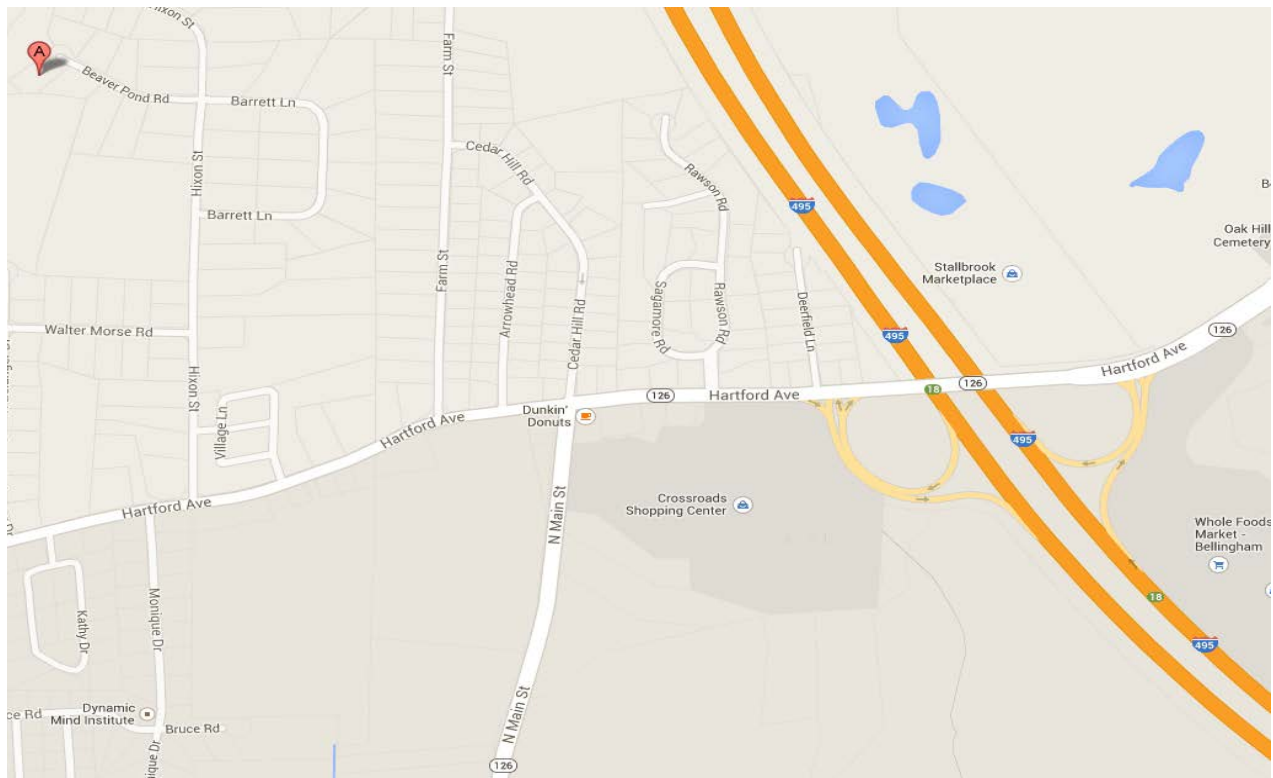 Hixon St
A
Beaver Pond Rd
Barrett Ln
Farm St
Cedar Hill Rd
Rawson Rd
Hixon St
Barrett Ln
495
Oak Hill
Cemetery
Farm St
Arrowhead Rd
Sagamore Rd
Rawson Rd
Deerfield Ln
Stallbrook
Marketplace
Cedar Hill Rd
Walter Morse Rd
495
126
Hixon St
Village Ln
Hartford Ave
126
Hartford Ave
18
126
Hartford Ave
Dunkin'
Donuts
495
Hartford Ave
N Main St
Crossroads
Shopping Center
Whole Foods
Market -
Bellingham
Kathy Dr
Monique Dr
18
495
Dynamic
Mind Institute
Bruce Rd
N Main St
126